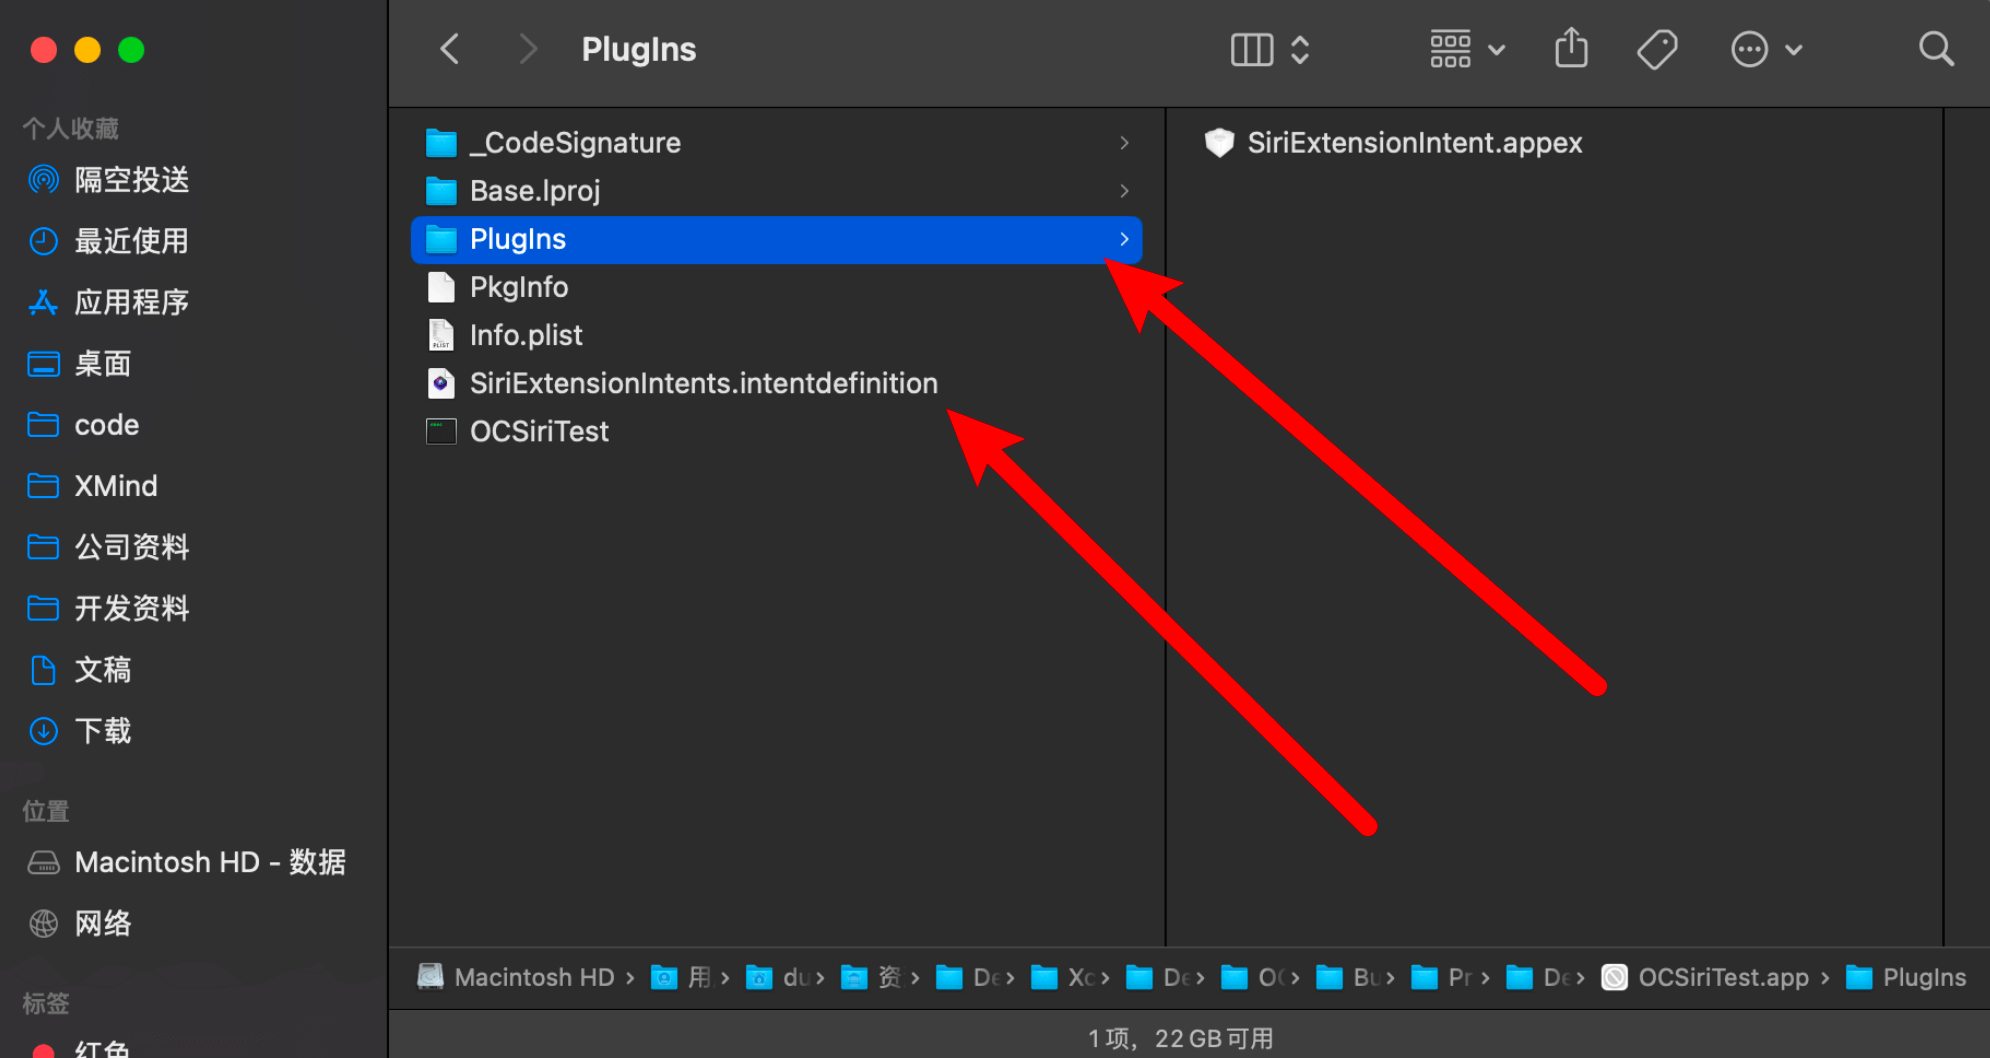 PlugIns
个人收藏
隔空投送
最近使用
应用程序
桌面
code
XMind
公司资料
开发资料
文稿
下载
位置
Macintosh HD - 数据
网络
标签
红色
_CodeSignature
Base.lproj
PlugIns
PkgInfo
Info.plist
SiriExtensionIntents.intentdefinition
OCSiriTest
SiriExtensionIntent.appex
Macintosh HD › 用 › du › 资 › De › Xc › De › OC › Bu › Pr › De › OCSiriTest.app › PlugIns
1 项，22 GB 可用